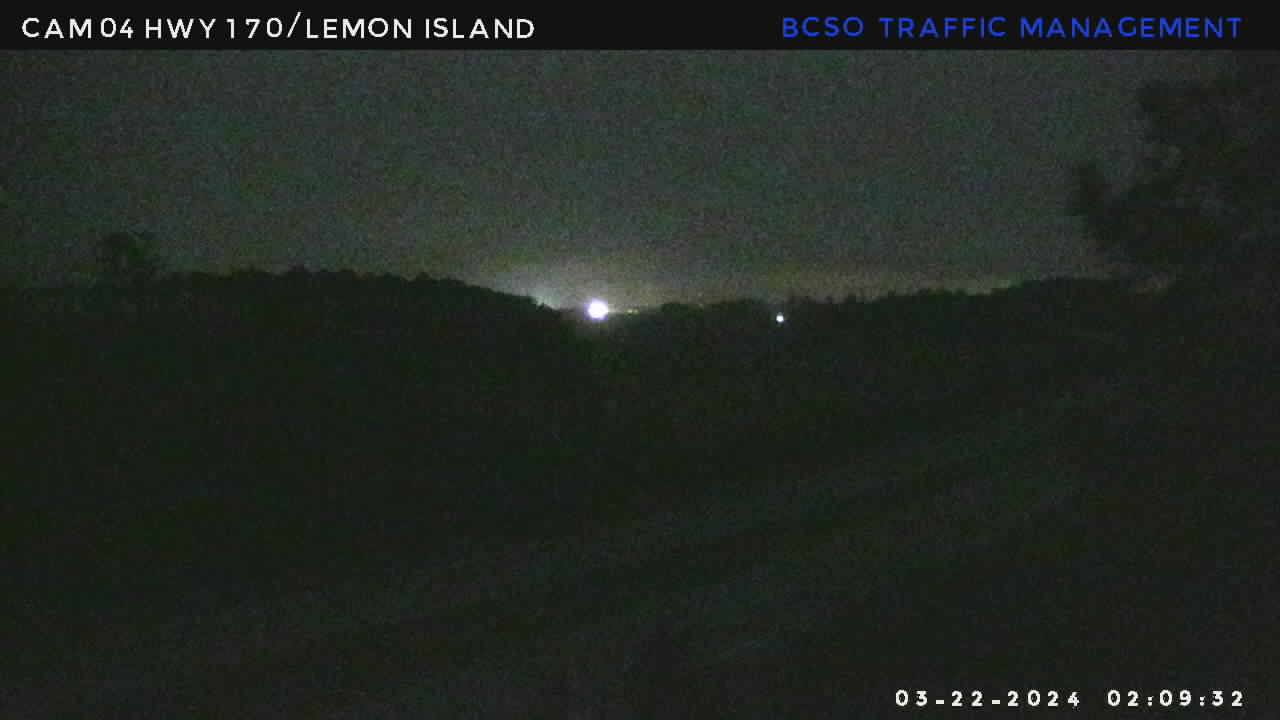 CAM04 HWY 170/LEMON ISLAND BCSO TRAFFIC MANAGEMENT
03-22-2024 02:09:32